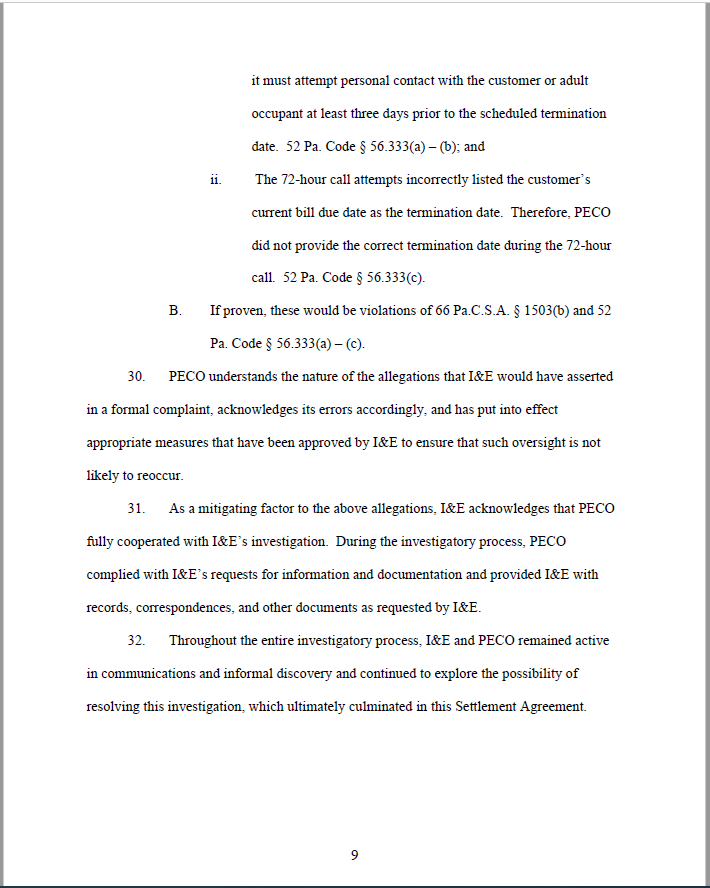 it must attempt personal contact with the customer or adult
occupant at least three days prior to the scheduled termination
date.  52 Pa. Code § 56.333(a) – (b); and
ii. The 72-hour call attempts incorrectly listed the customer’s
current bill due date as the termination date.  Therefore, PECO
did not provide the correct termination date during the 72-hour
call.  52 Pa. Code § 56.333(c).
B. If proven, these would be violations of 66 Pa.C.S.A. § 1503(b) and 52
Pa. Code § 56.333(a) – (c).
30. PECO understands the nature of the allegations that I&E would have asserted
in a formal complaint, acknowledges its errors accordingly, and has put into effect
appropriate measures that have been approved by I&E to ensure that such oversight is not
likely to reoccur.
31. As a mitigating factor to the above allegations, I&E acknowledges that PECO
fully cooperated with I&E’s investigation.  During the investigatory process, PECO
complied with I&E’s requests for information and documentation and provided I&E with
records, correspondences, and other documents as requested by I&E.
32. Throughout the entire investigatory process, I&E and PECO remained active
in communications and informal discovery and continued to explore the possibility of
resolving this investigation, which ultimately culminated in this Settlement Agreement.
9